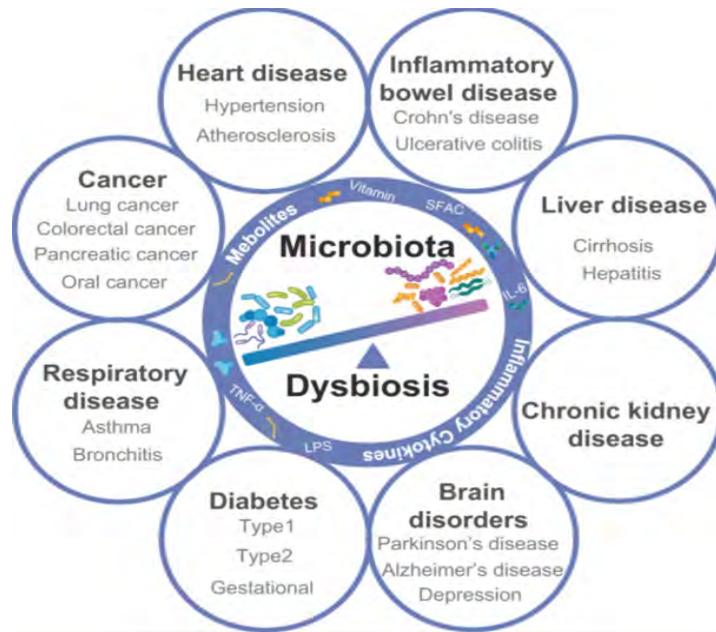 Heart disease
Hypertension
Atherosclerosis
Inflammatory
bowel disease
Crohn's disease
Ulcerative colitis
Cancer
Lung cancer
Colorectal cancer
Pancreatic cancer
Oral cancer
Liver disease
Cirrhosis
Hepatitis
Mebolites
Vitamin
SFAC
IL-6
Inflammatory Cytokines
LPS
TNF-α
Microbiota
Dysbiosis
Respiratory
disease
Asthma
Bronchitis
Chronic kidney
disease
Diabetes
Type1
Type2
Gestational
Brain
disorders
Parkinson's disease
Alzheimer's disease
Depression